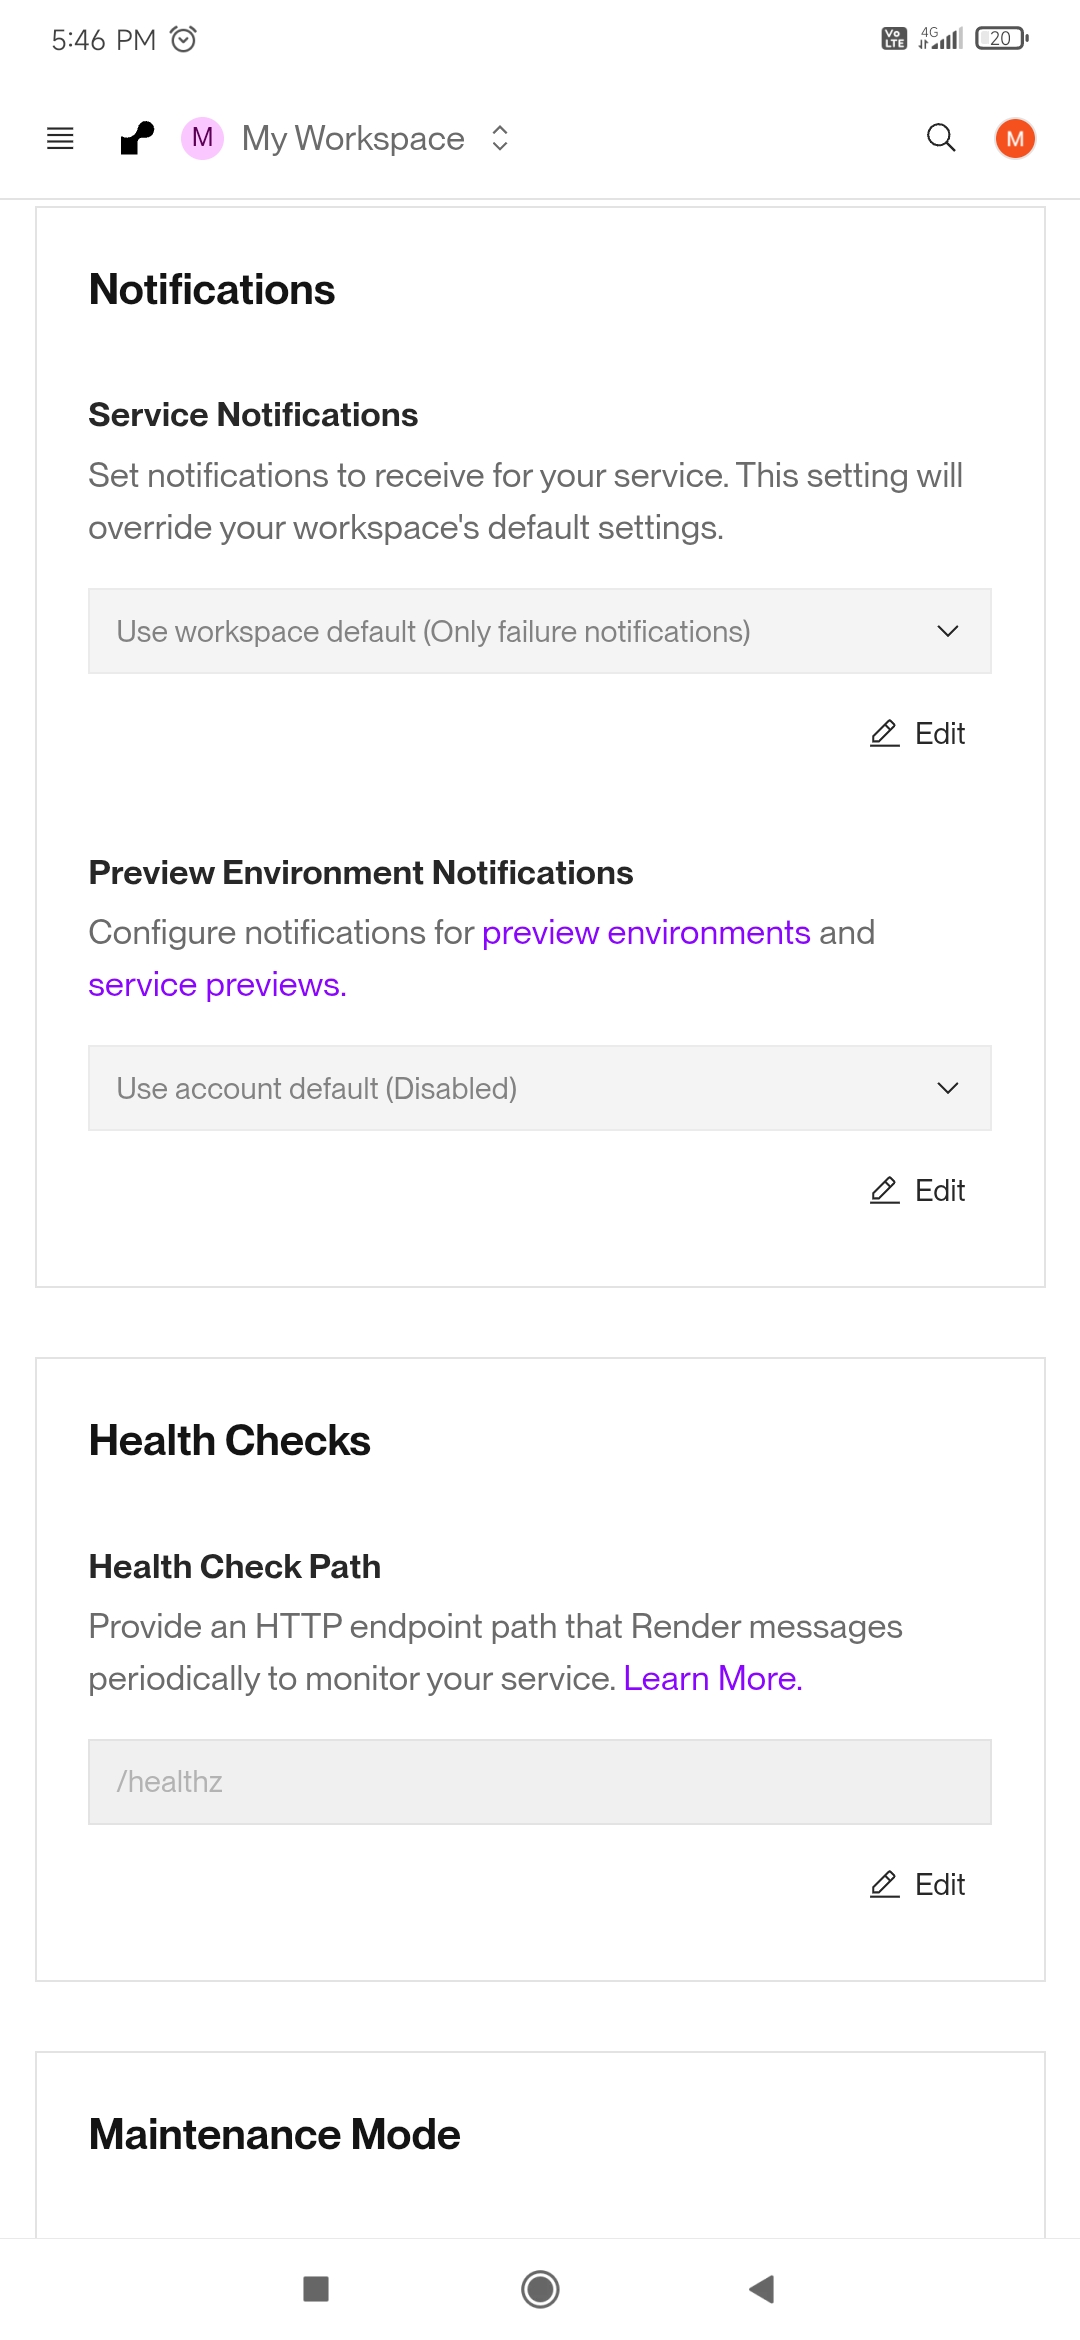 5:46 PM
Vo LTE 4G 20
M My Workspace M
Notifications
Service Notifications
Set notifications to receive for your service. This setting will
override your workspace's default settings.
Use workspace default (Only failure notifications)
Edit
Preview Environment Notifications
Configure notifications for preview environments and
service previews.
Use account default (Disabled)
Edit
Health Checks
Health Check Path
Provide an HTTP endpoint path that Render messages
periodically to monitor your service. Learn More.
/healthz
Edit
Maintenance Mode